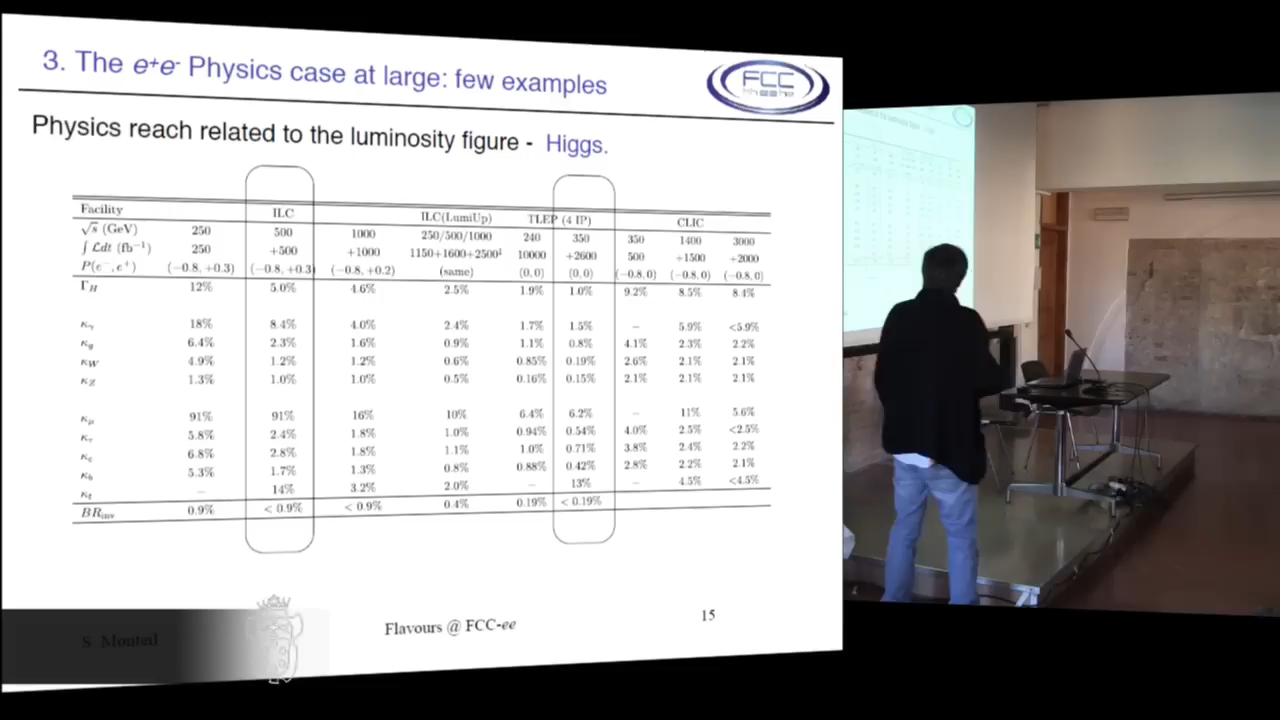 3. The e⁺e⁻ Physics case at large: few examples
FCC
Physics reach related to the luminosity figure - Higgs.
Facility ILC ILC(LumiUp) TLEP (4 IP) CLIC
√s (GeV) 250 500 1000 250/500/1000 240 350 350 1400 3000
∫ℒdt (fb⁻¹) 250 +500 +1000 1150+1600+2500‡ 10000 +2600 500 +1500 +2000
P(e⁻, e⁺) (−0.8, +0.3) (−0.8, +0.3) (−0.8, +0.2) (same) (0, 0) (0, 0) (−0.8, 0) (−0.8, 0) (−0.8, 0)
Γ_H 12% 5.0% 4.6% 2.5% 1.9% 1.0% 9.2% 8.5% 8.4%
κ_γ 18% 8.4% 4.0% 2.4% 1.7% 1.5% − 5.9% <5.9%
κ_g 6.4% 2.3% 1.6% 0.9% 1.1% 0.8% 4.1% 2.3% 2.2%
κ_W 4.9% 1.2% 1.2% 0.6% 0.85% 0.19% 2.6% 2.1% 2.1%
κ_Z 1.3% 1.0% 1.0% 0.5% 0.16% 0.15% 2.1% 2.1% 2.1%
κ_μ 91% 91% 16% 10% 6.4% 6.2% − 11% 5.6%
κ_τ 5.8% 2.4% 1.8% 1.0% 0.94% 0.54% 4.0% 2.5% <2.5%
κ_c 6.8% 2.8% 1.8% 1.1% 1.0% 0.71% 3.8% 2.4% 2.2%
κ_b 5.3% 1.7% 1.3% 0.8% 0.88% 0.42% 2.8% 2.2% 2.1%
κ_t − 14% 3.2% 2.0% − 13% − 4.5% <4.5%
BR_inv 0.9% < 0.9% < 0.9% 0.4% 0.19% < 0.19%
S. Monteil
Flavours @ FCC-ee
15